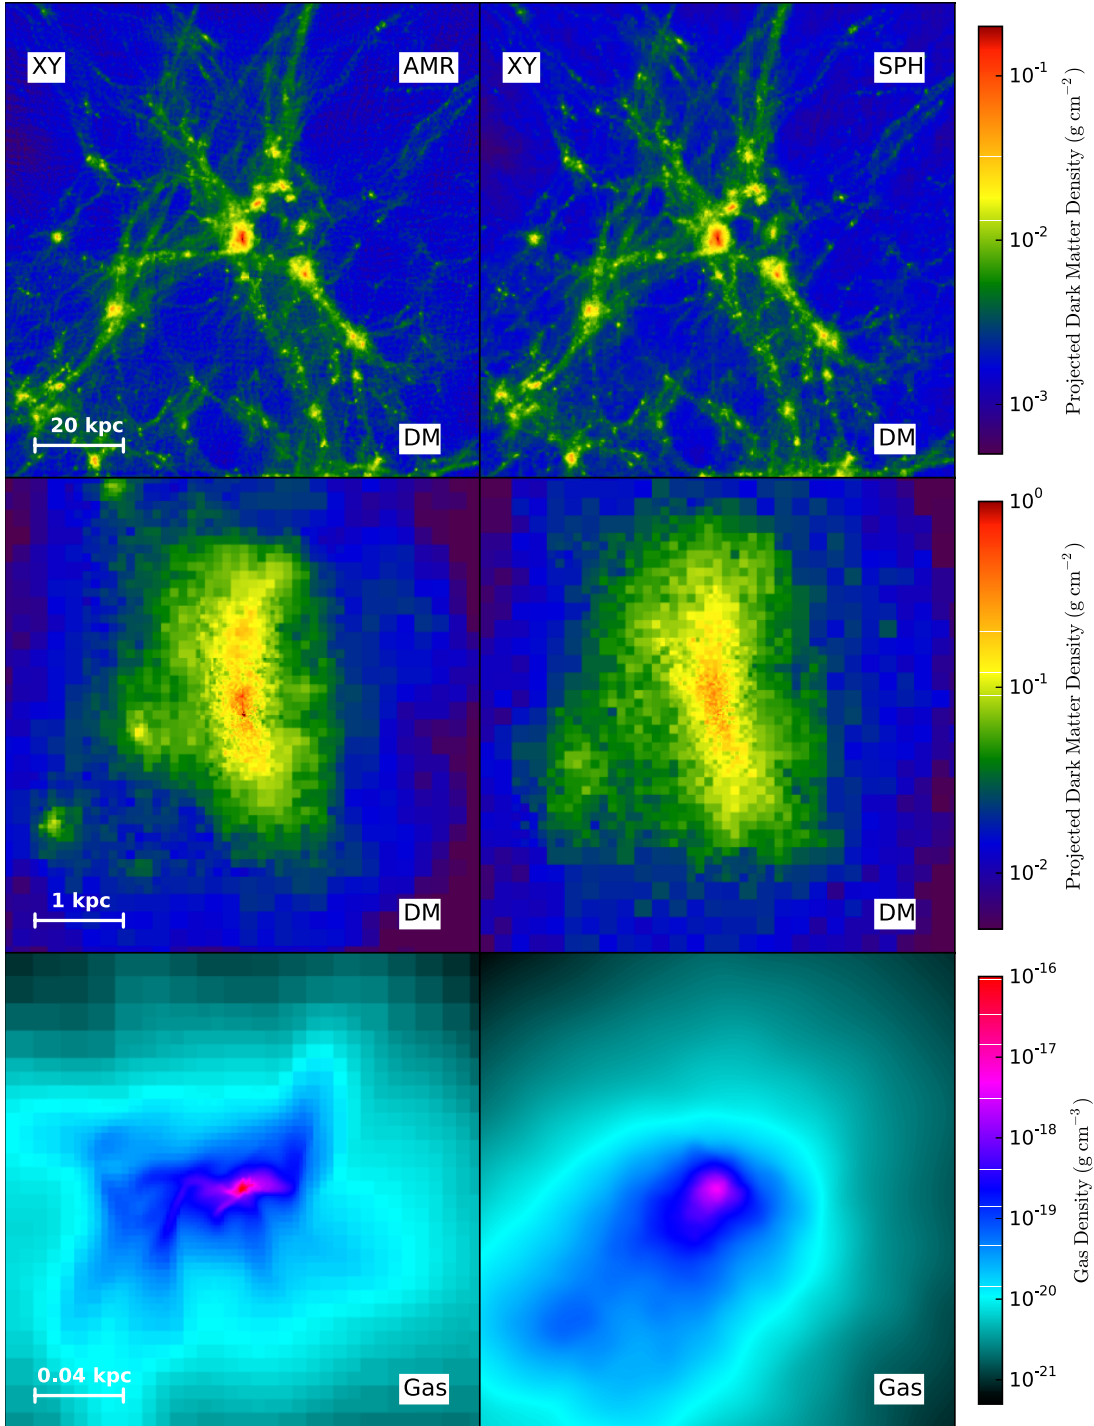 XY AMR XY SPH
20 kpc DM DM
10⁻¹
10⁻²
10⁻³
Projected Dark Matter Density (g cm⁻²)
1 kpc DM DM
10⁰
10⁻¹
10⁻²
Projected Dark Matter Density (g cm⁻²)
0.04 kpc Gas Gas
10⁻¹⁶
10⁻¹⁷
10⁻¹⁸
10⁻¹⁹
10⁻²⁰
10⁻²¹
Gas Density (g cm⁻³)